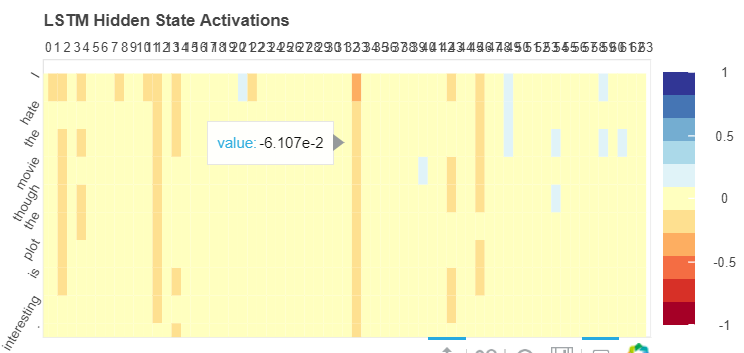 LSTM Hidden State Activations
0 1 2 3 4 5 6 7 8 9 10 11 12 13 14 15 16 17 18 19 20 21 22 23 24 25 26 27 28 29 30 31 32 33 34 35 36 37 38 39 40 41 42 43 44 45 46 47 48 49 50 51 52 53 54 55 56 57 58 59 60 61 62 63
I
hate
the
movie
though
the
plot
is
interesting
.
value: -6.107e-2
1
0.5
0
-0.5
-1